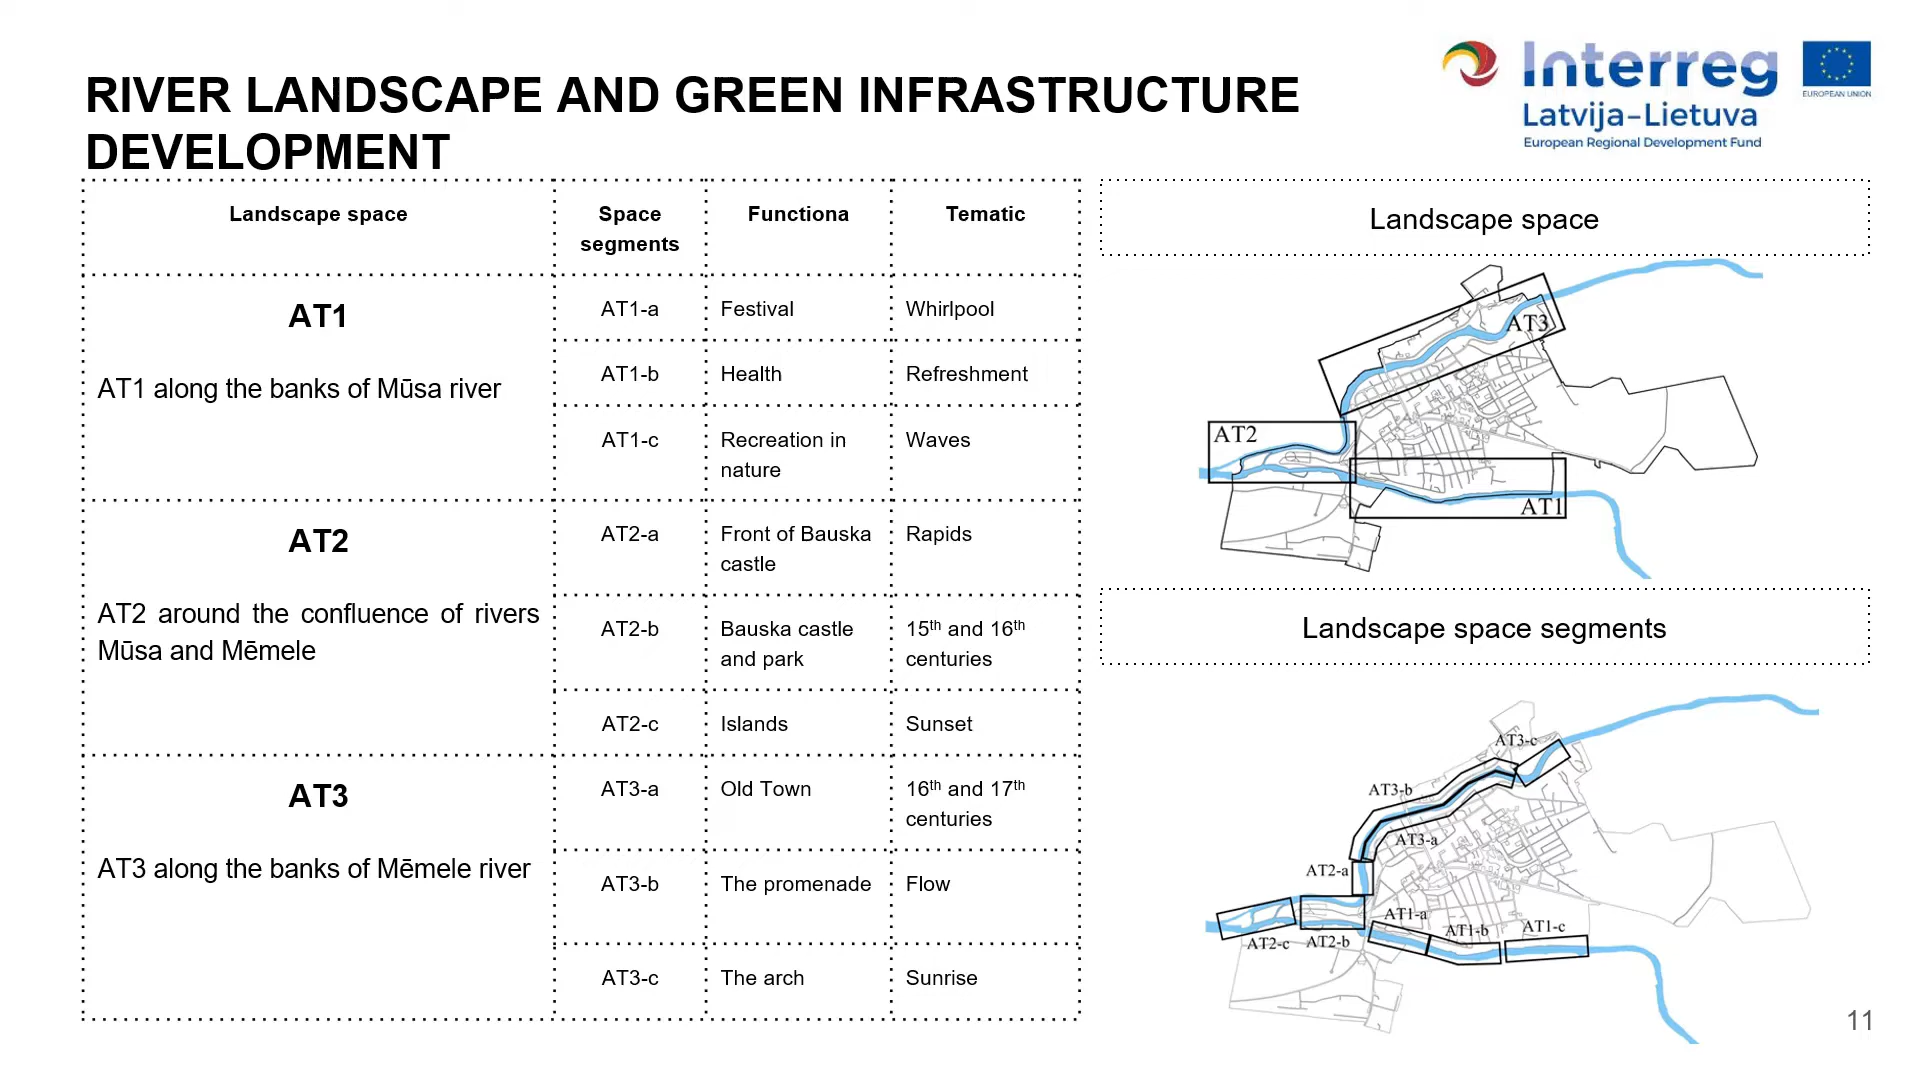 RIVER LANDSCAPE AND GREEN INFRASTRUCTURE
DEVELOPMENT
Interreg
Latvija-Lietuva
European Regional Development Fund
EUROPEAN UNION
Landscape space
Space
segments
Functiona
Tematic
AT1
AT1 along the banks of Mūsa river
AT1-a
Festival
Whirlpool
AT1-b
Health
Refreshment
AT1-c
Recreation in
nature
Waves
AT2
AT2 around the confluence of rivers
Mūsa and Mēmele
AT2-a
Front of Bauska
castle
Rapids
AT2-b
Bauska castle
and park
15th and 16th
centuries
AT2-c
Islands
Sunset
AT3
AT3 along the banks of Mēmele river
AT3-a
Old Town
16th and 17th
centuries
AT3-b
The promenade
Flow
AT3-c
The arch
Sunrise
Landscape space
AT3
AT2
AT1
Landscape space segments
AT3-c
AT3-b
AT3-a
AT2-a
AT1-a
AT1-b
AT1-c
AT2-c
AT2-b
11